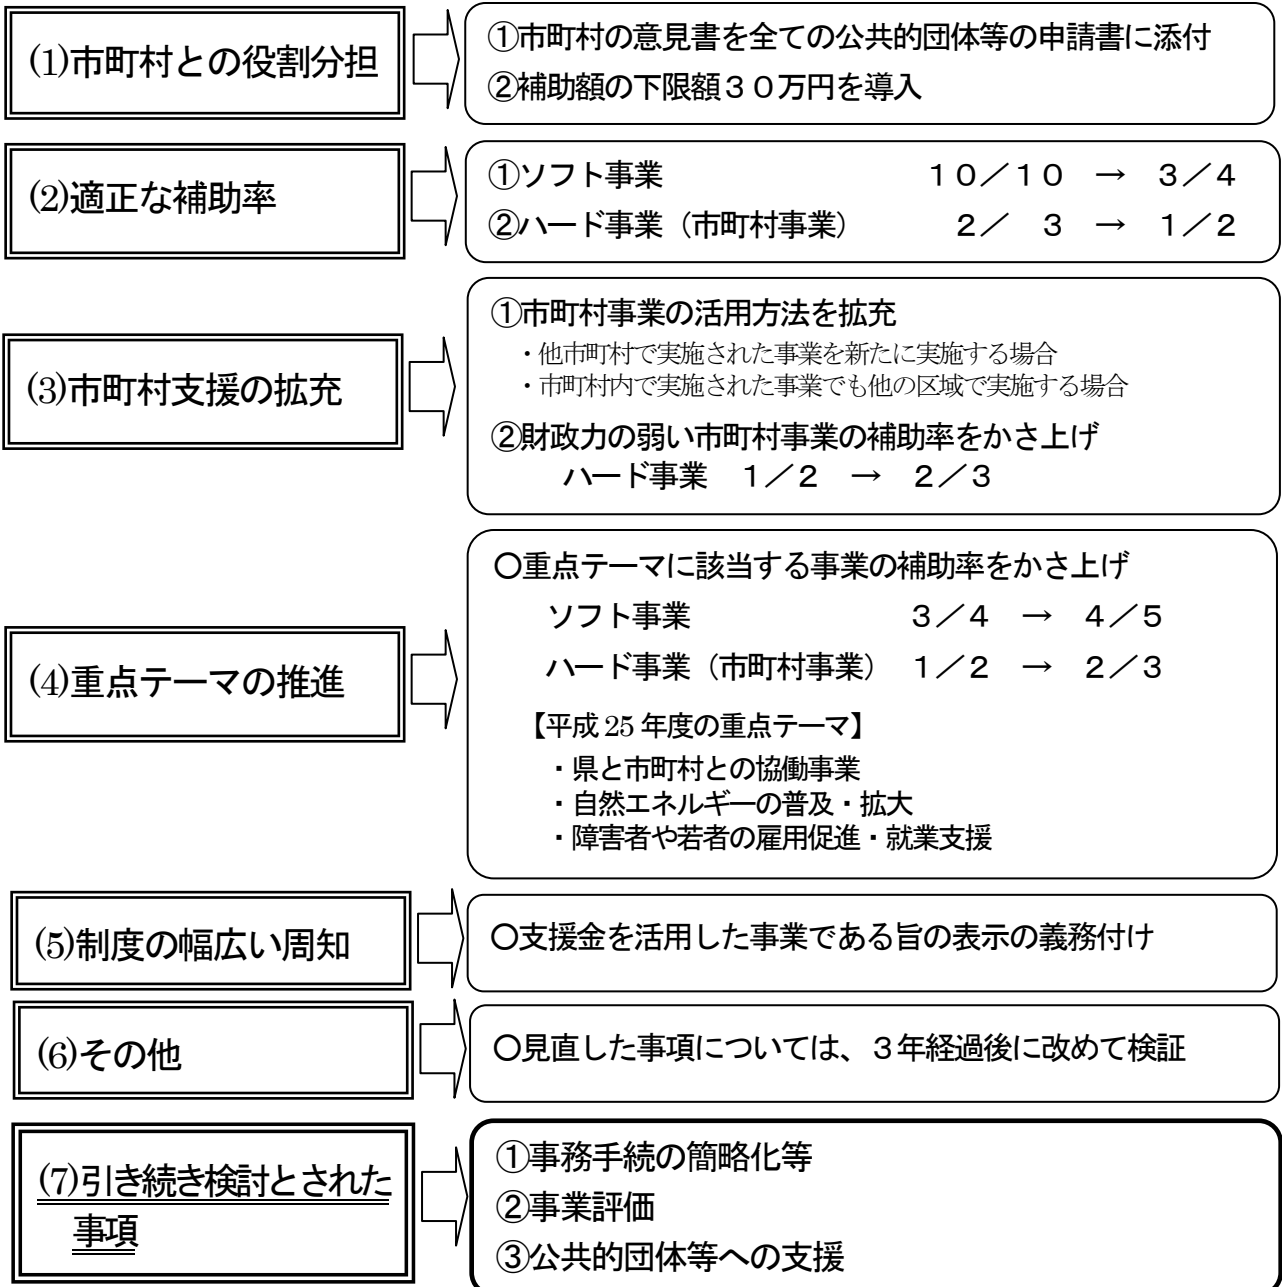 (1)市町村との役割分担
①市町村の意見書を全ての公共的団体等の申請書に添付
②補助額の下限額３０万円を導入
(2)適正な補助率
①ソフト事業　１０／１０　→　３／４
②ハード事業（市町村事業）　２／　３　→　１／２
(3)市町村支援の拡充
①市町村事業の活用方法を拡充
・他市町村で実施された事業を新たに実施する場合
・市町村内で実施された事業でも他の区域で実施する場合
②財政力の弱い市町村事業の補助率をかさ上げ
ハード事業　１／２　→　２／３
(4)重点テーマの推進
○重点テーマに該当する事業の補助率をかさ上げ
ソフト事業　３／４　→　４／５
ハード事業（市町村事業）　１／２　→　２／３
【平成25年度の重点テーマ】
・県と市町村との協働事業
・自然エネルギーの普及・拡大
・障害者や若者の雇用促進・就業支援
(5)制度の幅広い周知
○支援金を活用した事業である旨の表示の義務付け
(6)その他
○見直した事項については、３年経過後に改めて検証
(7)引き続き検討とされた
事項
①事務手続の簡略化等
②事業評価
③公共的団体等への支援